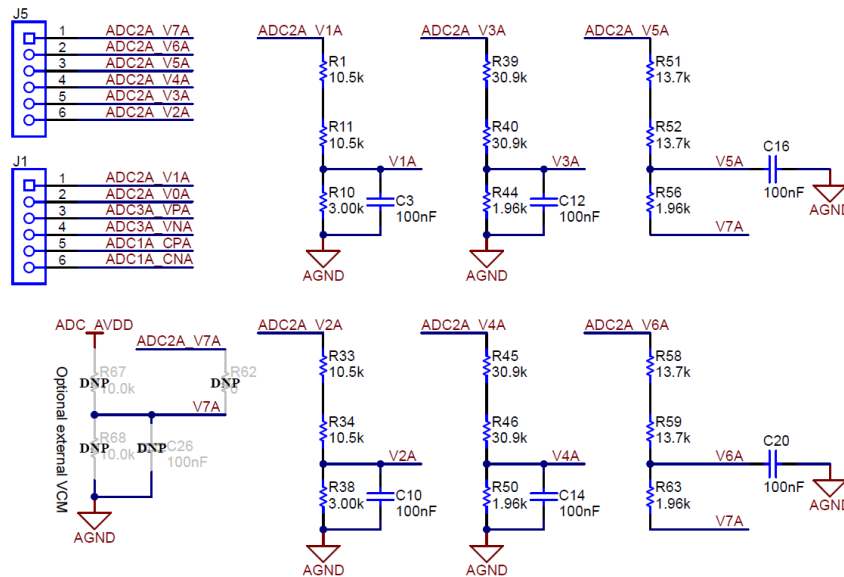 J5
1 ADC2A_V7A
2 ADC2A_V6A
3 ADC2A_V5A
4 ADC2A_V4A
5 ADC2A_V3A
6 ADC2A_V2A
J1
1 ADC2A_V1A
2 ADC2A_V0A
3 ADC3A_VPA
4 ADC3A_VNA
5 ADC1A_CPA
6 ADC1A_CNA
ADC2A_V1A
R1
10.5k
R11
10.5k
V1A
R10
3.00k
C3
100nF
AGND
ADC2A_V3A
R39
30.9k
R40
30.9k
V3A
R44
1.96k
C12
100nF
AGND
ADC2A_V5A
R51
13.7k
R52
13.7k
V5A
C16
100nF
AGND
R56
1.96k
V7A
ADC_AVDD
ADC2A_V7A
R67
DNP
10.0k
R62
DNP
V7A
R68
DNP
10.0k
DNP
C26
100nF
AGND
Optional external VCM
ADC2A_V2A
R33
10.5k
R34
10.5k
V2A
R38
3.00k
C10
100nF
AGND
ADC2A_V4A
R45
30.9k
R46
30.9k
V4A
R50
1.96k
C14
100nF
AGND
ADC2A_V6A
R58
13.7k
R59
13.7k
V6A
C20
100nF
AGND
R63
1.96k
V7A